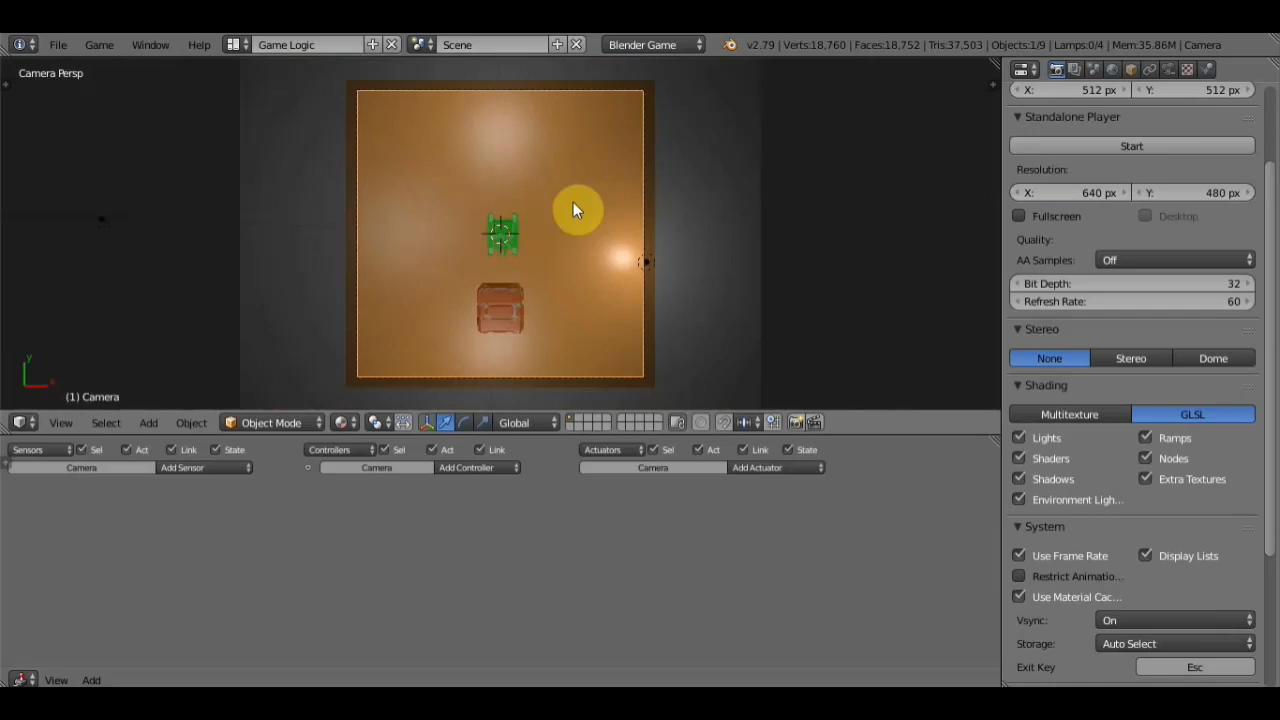 File Game Window Help Game Logic Scene Blender Game v2.79 | Verts:18,760 | Faces:18,752 | Tris:37,503 | Objects:1/9 | Lamps:0/4 | Mem:35.86M | Camera
Camera Persp
X: 512 px Y: 512 px
Standalone Player
Start
Resolution:
X: 640 px Y: 480 px
Fullscreen Desktop
Quality:
AA Samples: Off
Bit Depth: 32
Refresh Rate: 60
Stereo
None Stereo Dome
Shading
Multitexture GLSL
Lights Ramps
Shaders Nodes
Shadows Extra Textures
Environment Ligh...
System
Use Frame Rate Display Lists
Restrict Animatio...
Use Material Cac...
Vsync: On
Storage: Auto Select
Exit Key Esc
y
x
(1) Camera
View Select Add Object Object Mode Global
Sensors Sel Act Link State Controllers Sel Act Link Actuators Sel Act Link State
Camera Add Sensor Camera Add Controller Camera Add Actuator
View Add